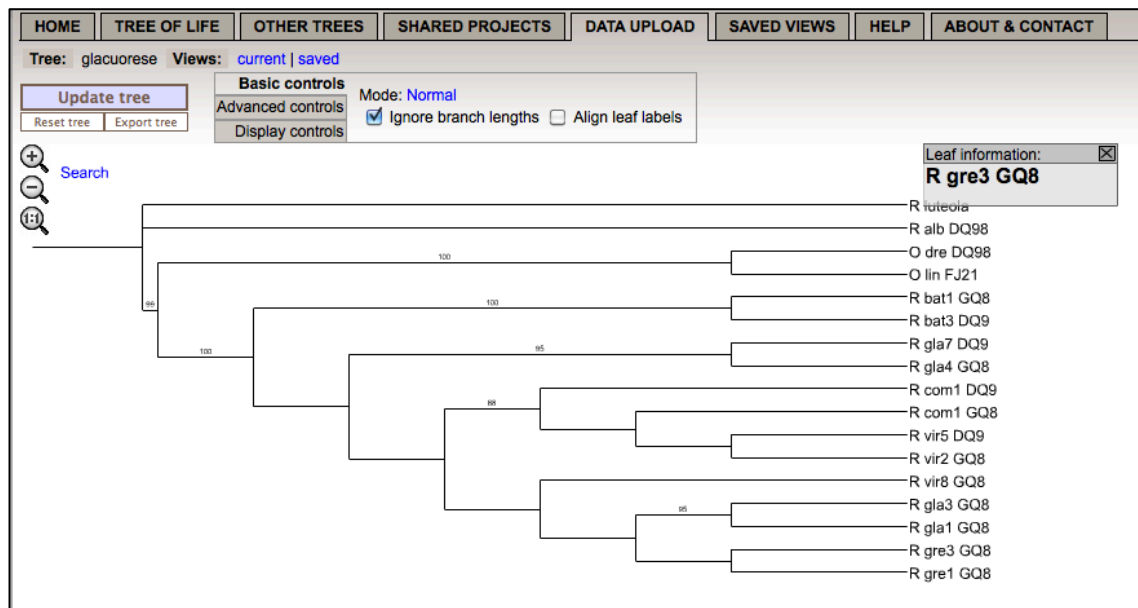 HOME TREE OF LIFE OTHER TREES SHARED PROJECTS DATA UPLOAD SAVED VIEWS HELP ABOUT & CONTACT
Tree: glacuorese Views: current | saved
Update tree
Reset tree Export tree
Basic controls
Advanced controls
Display controls
Mode: Normal
Ignore branch lengths Align leaf labels
Search
1:1
Leaf information:
R gre3 GQ8
R luteola
R alb DQ98
100
O dre DQ98
O lin FJ21
99
100
R bat1 GQ8
R bat3 DQ9
100
95
R gla7 DQ9
R gla4 GQ8
R com1 DQ9
88
R com1 GQ8
R vir5 DQ9
R vir2 GQ8
R vir8 GQ8
95
R gla3 GQ8
R gla1 GQ8
R gre3 GQ8
R gre1 GQ8